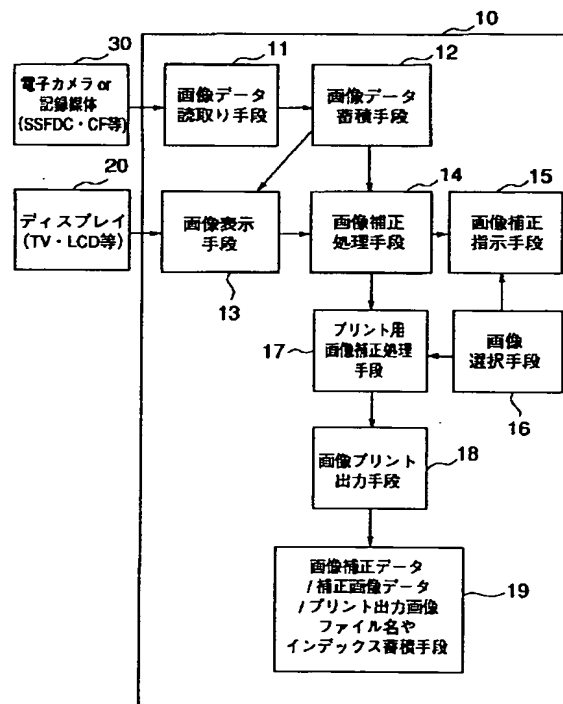 10
30
11
12
電子カメラ or
記録媒体
(SSFDC・CF等)
画像データ
読取り手段
画像データ
蓄積手段
20
14
15
ディスプレイ
(TV・LCD等)
画像表示
手段
画像補正
処理手段
画像補正
指示手段
13
17
プリント用
画像補正処理
手段
画像
選択手段
16
画像プリント
出力手段
18
画像補正データ
/補正画像データ
/プリント出力画像
ファイル名や
インデックス蓄積手段
19